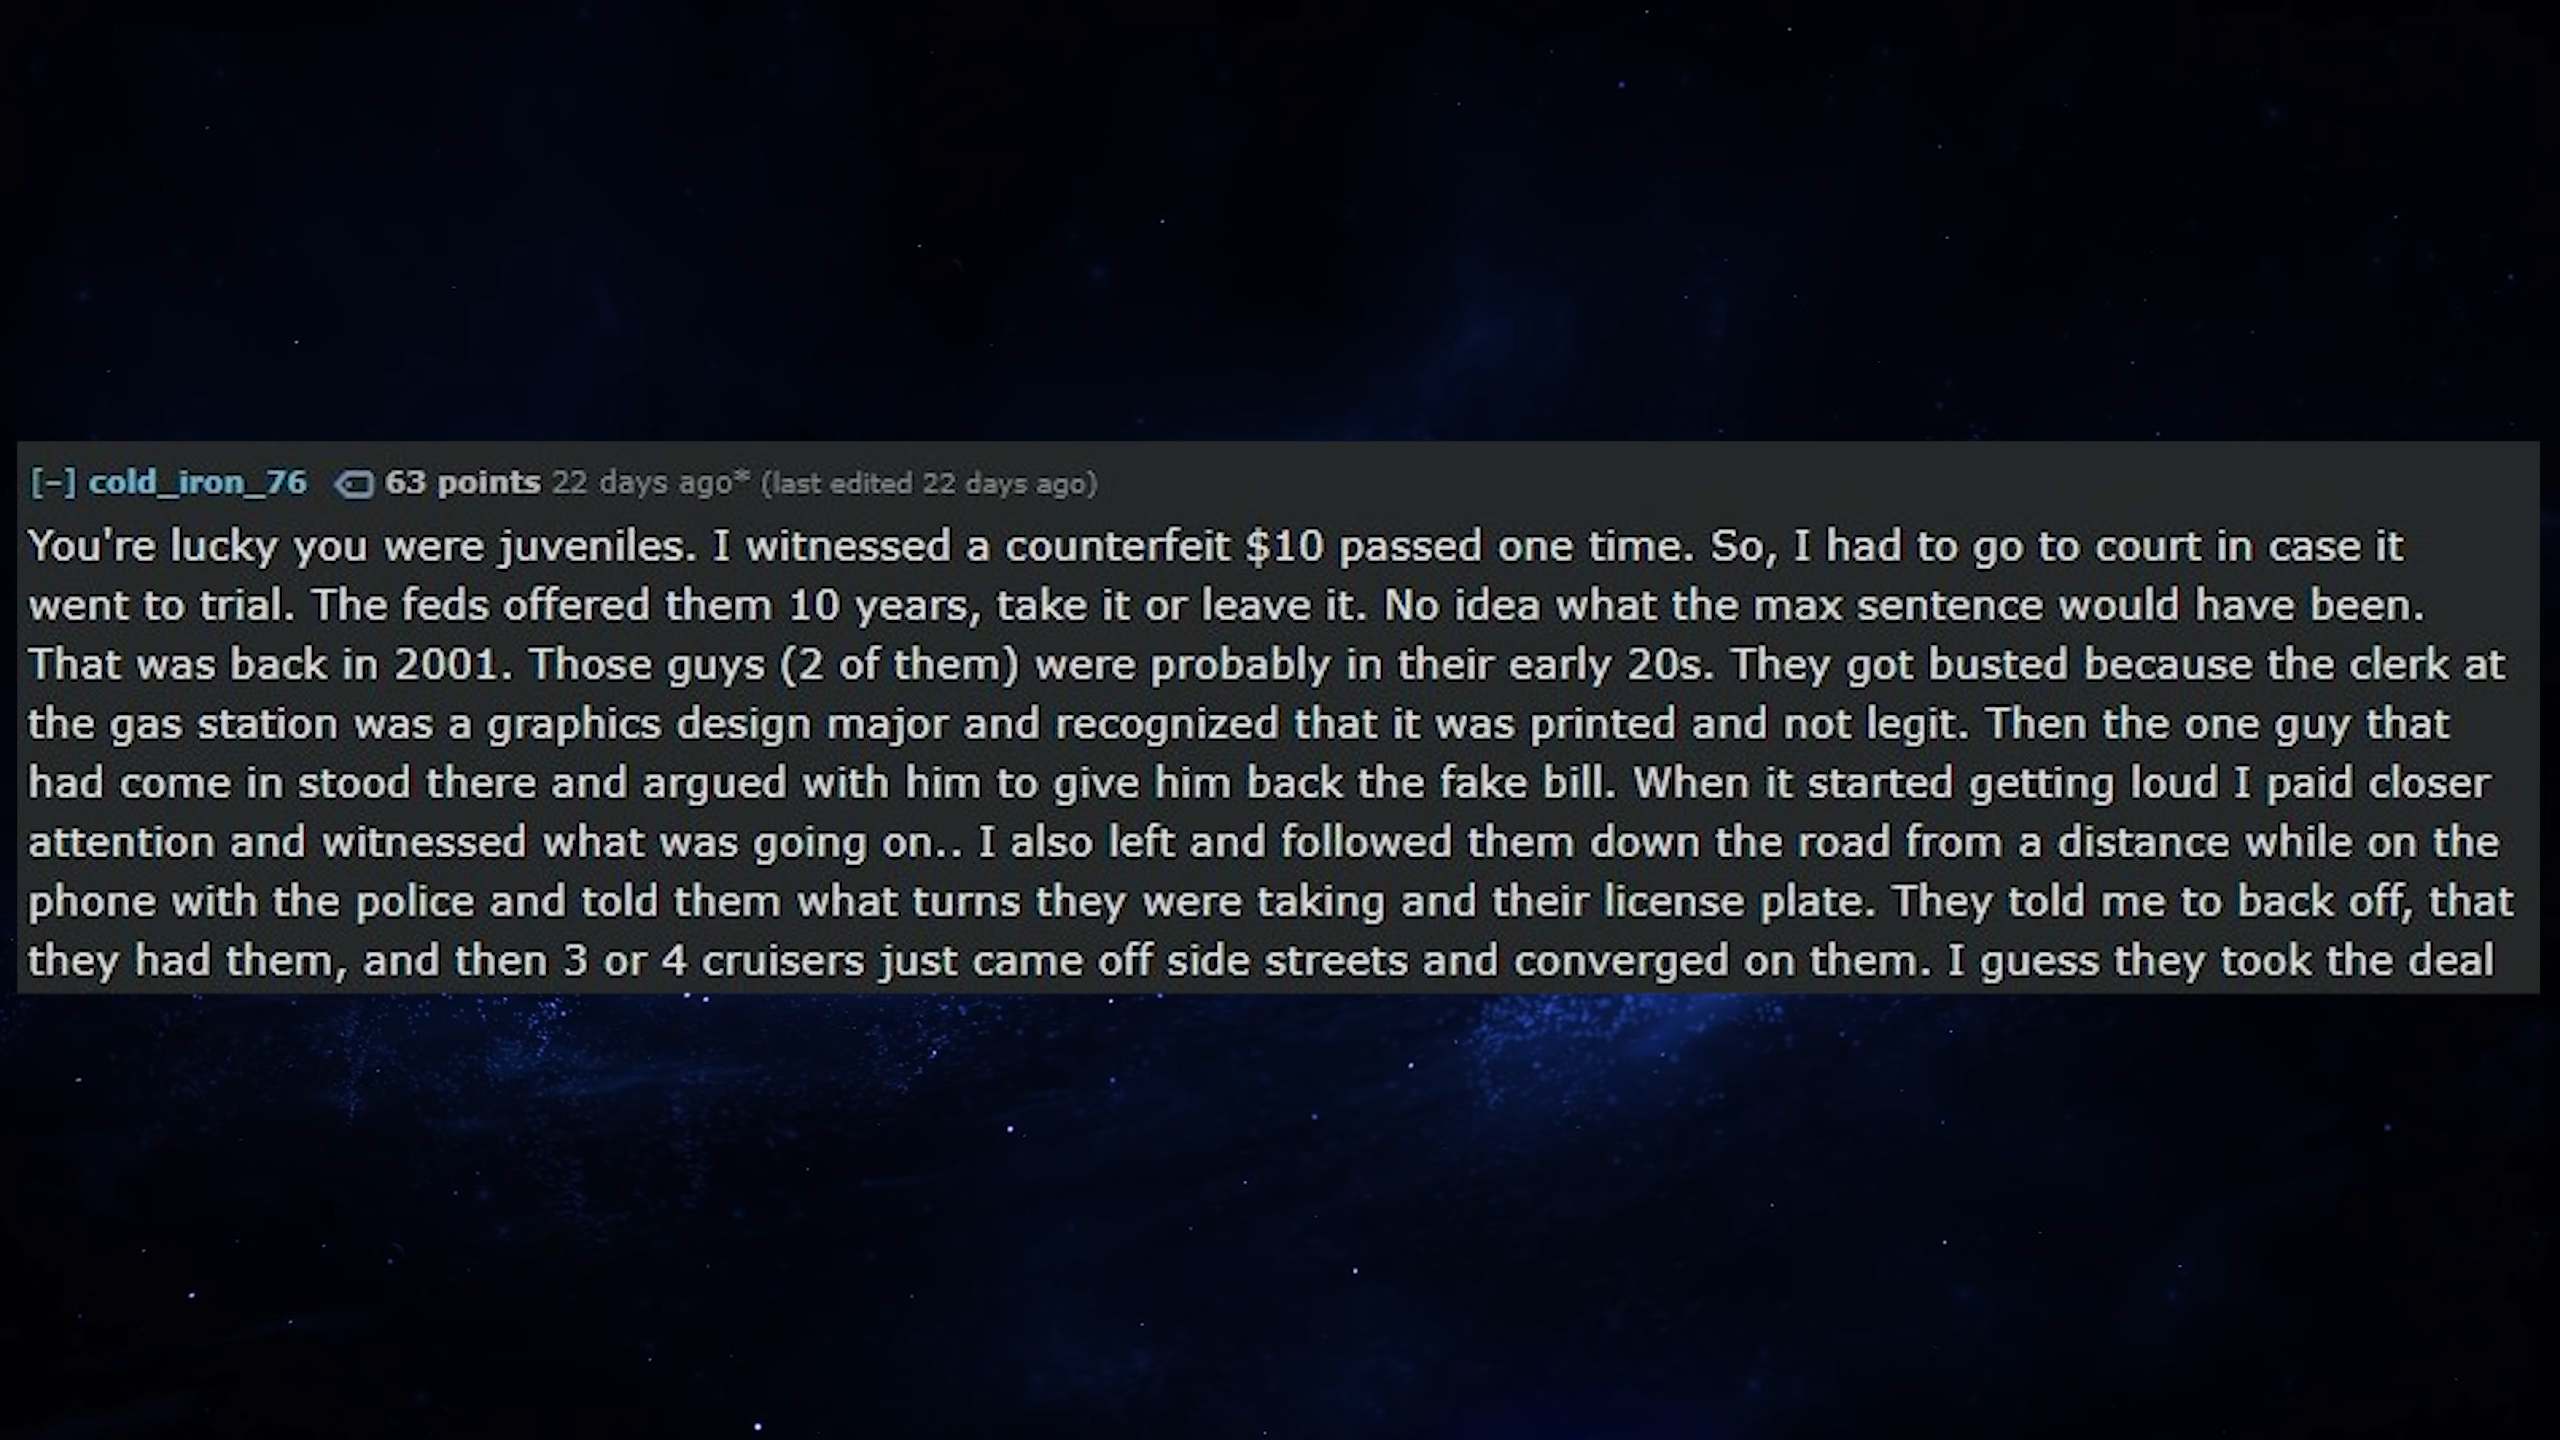 [–] cold_iron_76 63 points 22 days ago* (last edited 22 days ago)
You're lucky you were juveniles. I witnessed a counterfeit $10 passed one time. So, I had to go to court in case it
went to trial. The feds offered them 10 years, take it or leave it. No idea what the max sentence would have been.
That was back in 2001. Those guys (2 of them) were probably in their early 20s. They got busted because the clerk at
the gas station was a graphics design major and recognized that it was printed and not legit. Then the one guy that
had come in stood there and argued with him to give him back the fake bill. When it started getting loud I paid closer
attention and witnessed what was going on.. I also left and followed them down the road from a distance while on the
phone with the police and told them what turns they were taking and their license plate. They told me to back off, that
they had them, and then 3 or 4 cruisers just came off side streets and converged on them. I guess they took the deal